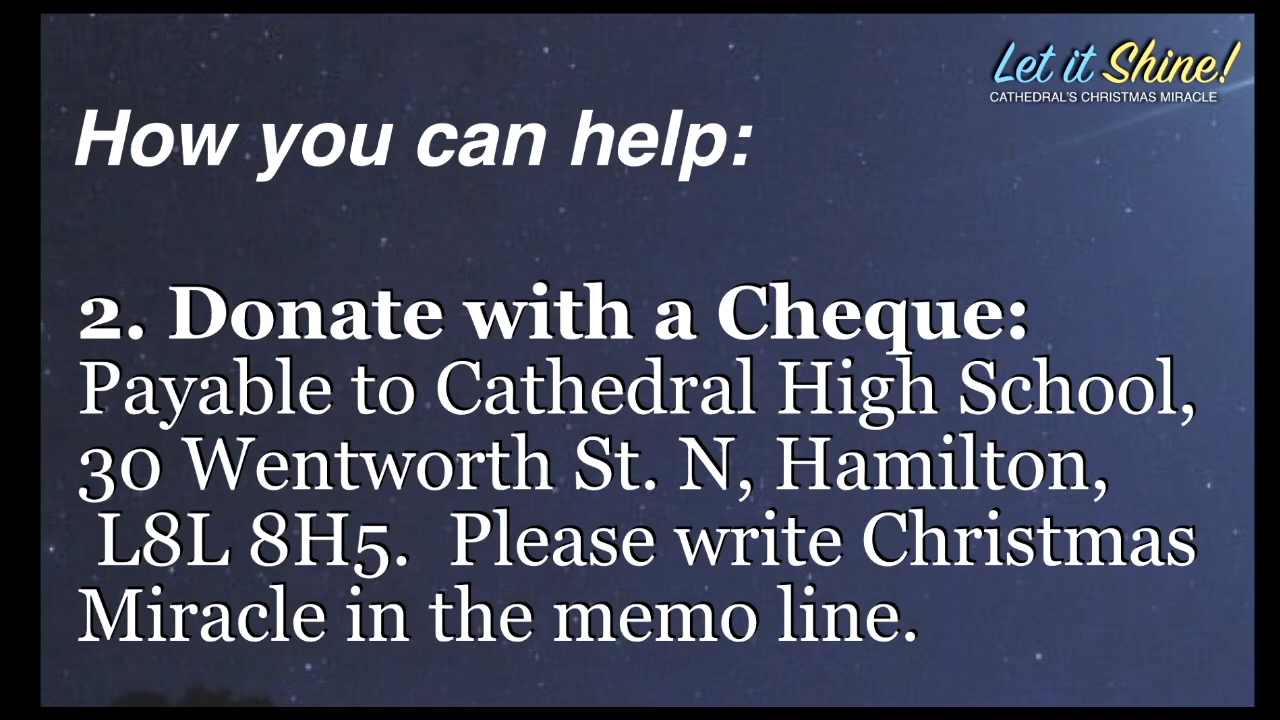 Let it Shine!
CATHEDRAL'S CHRISTMAS MIRACLE
How you can help:
2. Donate with a Cheque:
Payable to Cathedral High School,
30 Wentworth St. N, Hamilton,
L8L 8H5.  Please write Christmas
Miracle in the memo line.